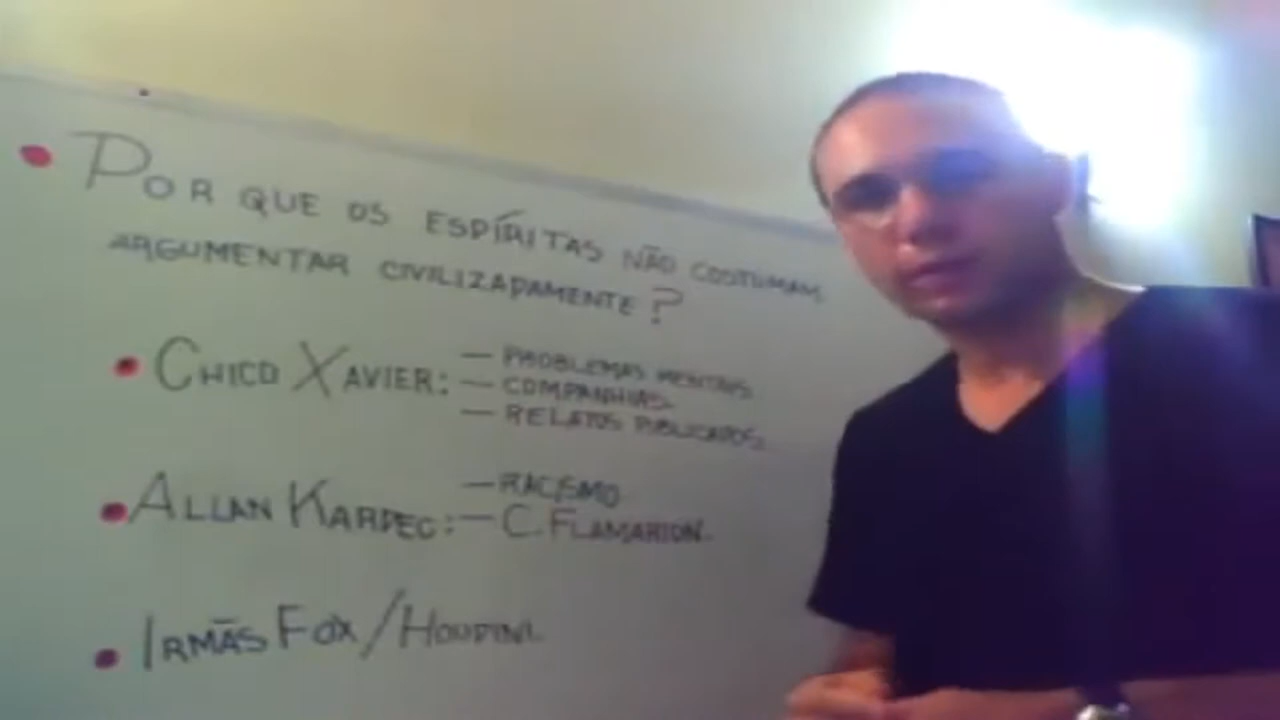 POR QUE OS ESPÍRITAS NÃO COSTUMAM
ARGUMENTAR CIVILIZADAMENTE?
CHICO XAVIER: — PROBLEMAS MENTAIS
— COMPANHIAS
— RELATOS PUBLICADOS
ALLAN KARDEC: — RACISMO
— C. FLAMARION
IRMÃS FOX / HOUDINI